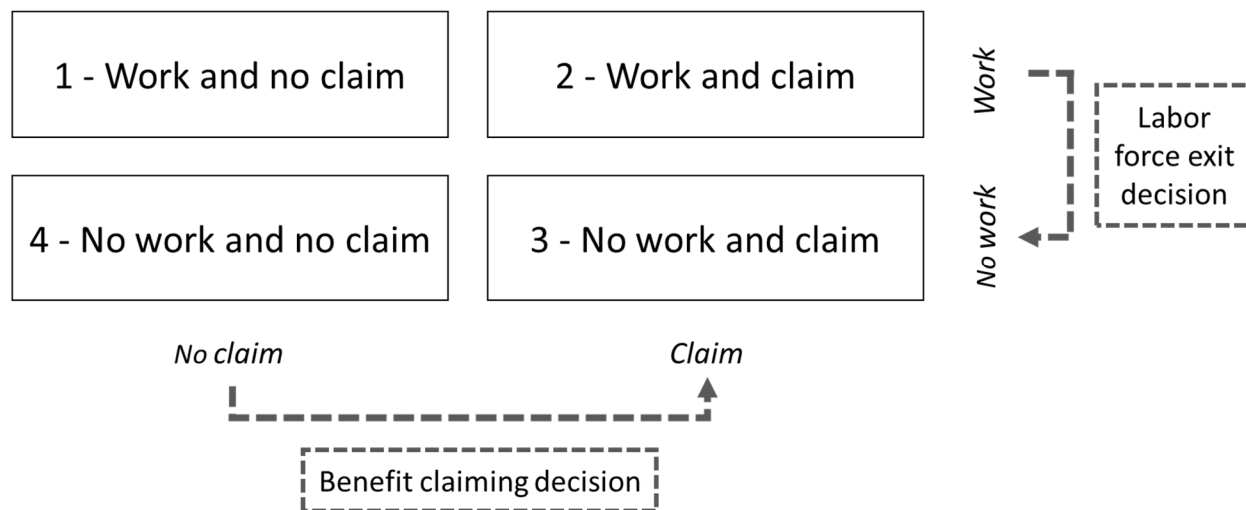 1 - Work and no claim
2 - Work and claim
Work
Labor
force exit
decision
4 - No work and no claim
3 - No work and claim
No work
No claim
Claim
Benefit claiming decision